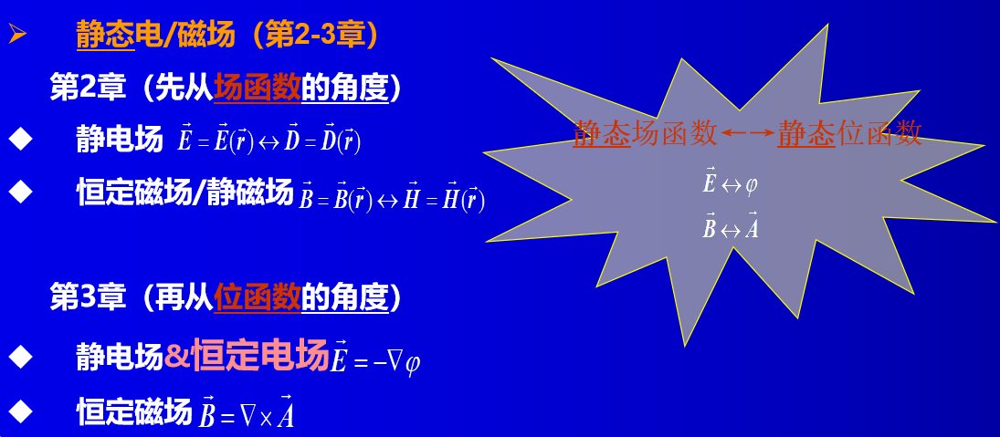 ➢ 静态电/磁场（第2-3章）
第2章（先从场函数的角度）
◆ 静电场 $\vec{E}=\vec{E}(\vec{r})\leftrightarrow\vec{D}=\vec{D}(\vec{r})$
◆ 恒定磁场/静磁场 $\vec{B}=\vec{B}(\vec{r})\leftrightarrow\vec{H}=\vec{H}(\vec{r})$
第3章（再从位函数的角度）
◆ 静电场&恒定电场 $\vec{E}=-\nabla\varphi$
◆ 恒定磁场 $\vec{B}=\nabla\times\vec{A}$
静态场函数←→静态位函数
$\vec{E}\leftrightarrow\varphi$
$\vec{B}\leftrightarrow\vec{A}$